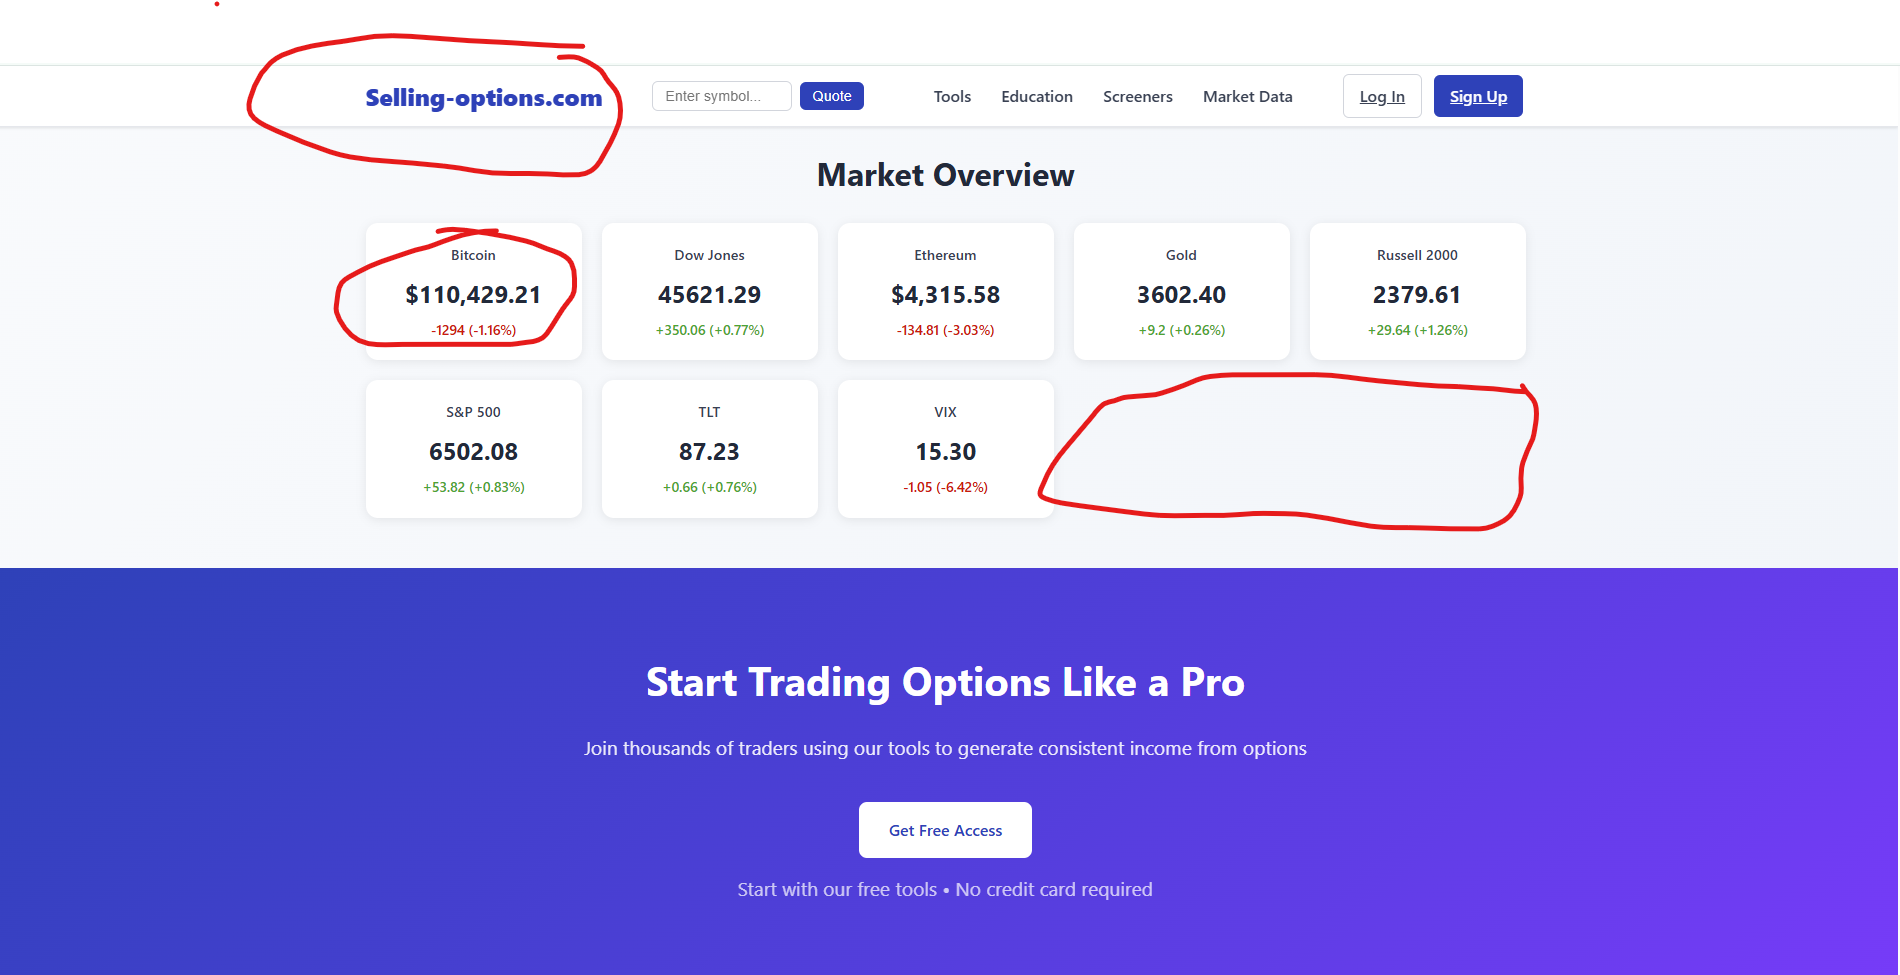 Selling-options.com
Enter symbol...
Quote
Tools
Education
Screeners
Market Data
Log In
Sign Up
Market Overview
Bitcoin
$110,429.21
-1294 (-1.16%)
Dow Jones
45621.29
+350.06 (+0.77%)
Ethereum
$4,315.58
-134.81 (-3.03%)
Gold
3602.40
+9.2 (+0.26%)
Russell 2000
2379.61
+29.64 (+1.26%)
S&P 500
6502.08
+53.82 (+0.83%)
TLT
87.23
+0.66 (+0.76%)
VIX
15.30
-1.05 (-6.42%)
Start Trading Options Like a Pro
Join thousands of traders using our tools to generate consistent income from options
Get Free Access
Start with our free tools • No credit card required